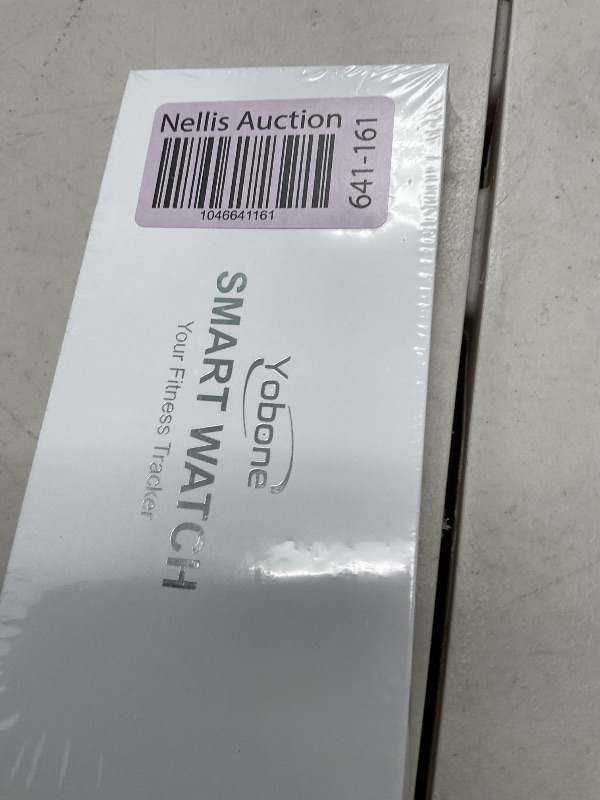 Nellis Auction
1046641161
641-161
Yobone
SMART WATCH
Your Fitness Tracker